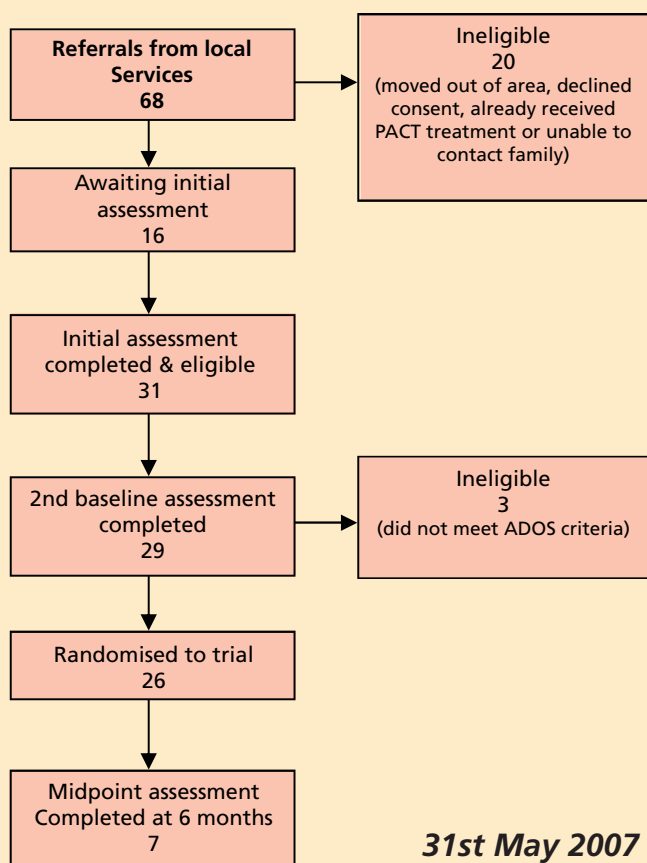 Referrals from local
Services
68
Ineligible
20
(moved out of area, declined
consent, already received
PACT treatment or unable to
contact family)
Awaiting initial
assessment
16
Initial assessment
completed & eligible
31
2nd baseline assessment
completed
29
Ineligible
3
(did not meet ADOS criteria)
Randomised to trial
26
Midpoint assessment
Completed at 6 months
7
31st May 2007